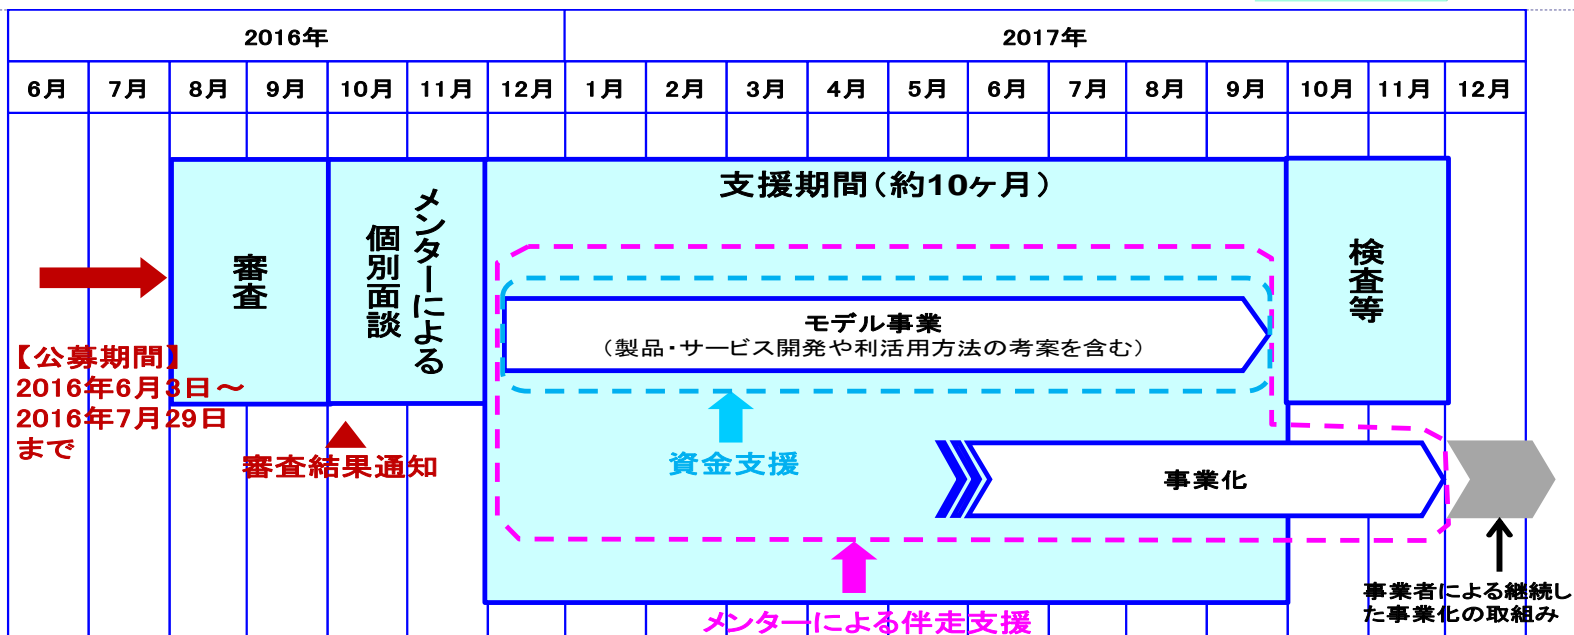 2016年
2017年
6月 7月 8月 9月 10月 11月 12月 1月 2月 3月 4月 5月 6月 7月 8月 9月 10月 11月 12月
【公募期間】
2016年6月3日～
2016年7月29日
まで
審査
審査結果通知
メンターによる
個別面談
支援期間（約10ヶ月）
モデル事業
（製品・サービス開発や利活用方法の考案を含む）
資金支援
事業化
メンターによる伴走支援
検査等
事業者による継続し
た事業化の取組み